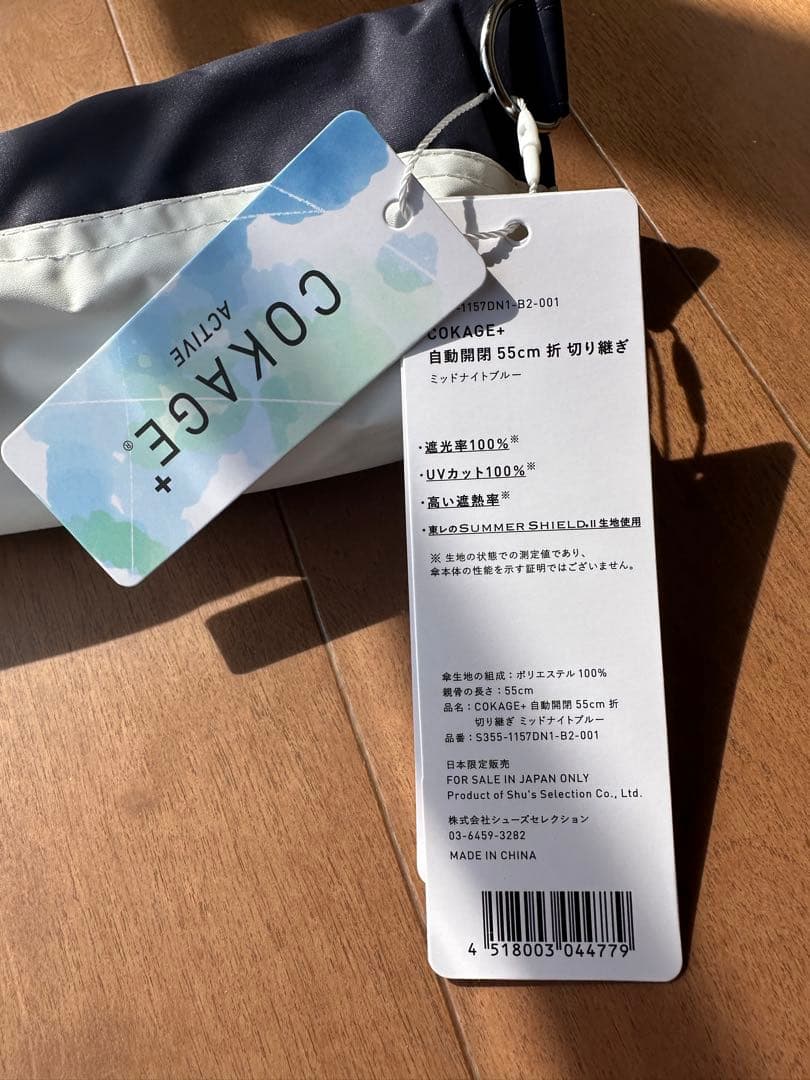 COKAGE+®
ACTIVE
-1157DN1-B2-001
COKAGE+
自動開閉 55cm 折 切り継ぎ
ミッドナイトブルー
・遮光率100%※
・UVカット100%※
・高い遮熱率※
・東レのSUMMER SHIELD®II生地使用
※ 生地の状態での測定値であり、
傘本体の性能を示す証明ではございません。
傘生地の組成：ポリエステル 100%
親骨の長さ：55cm
品名：COKAGE+ 自動開閉 55cm 折
切り継ぎ ミッドナイトブルー
品番：S355-1157DN1-B2-001
日本限定販売
FOR SALE IN JAPAN ONLY
Product of Shu's Selection Co., Ltd.
株式会社シューズセレクション
03-6459-3282
MADE IN CHINA
4 518003 044779